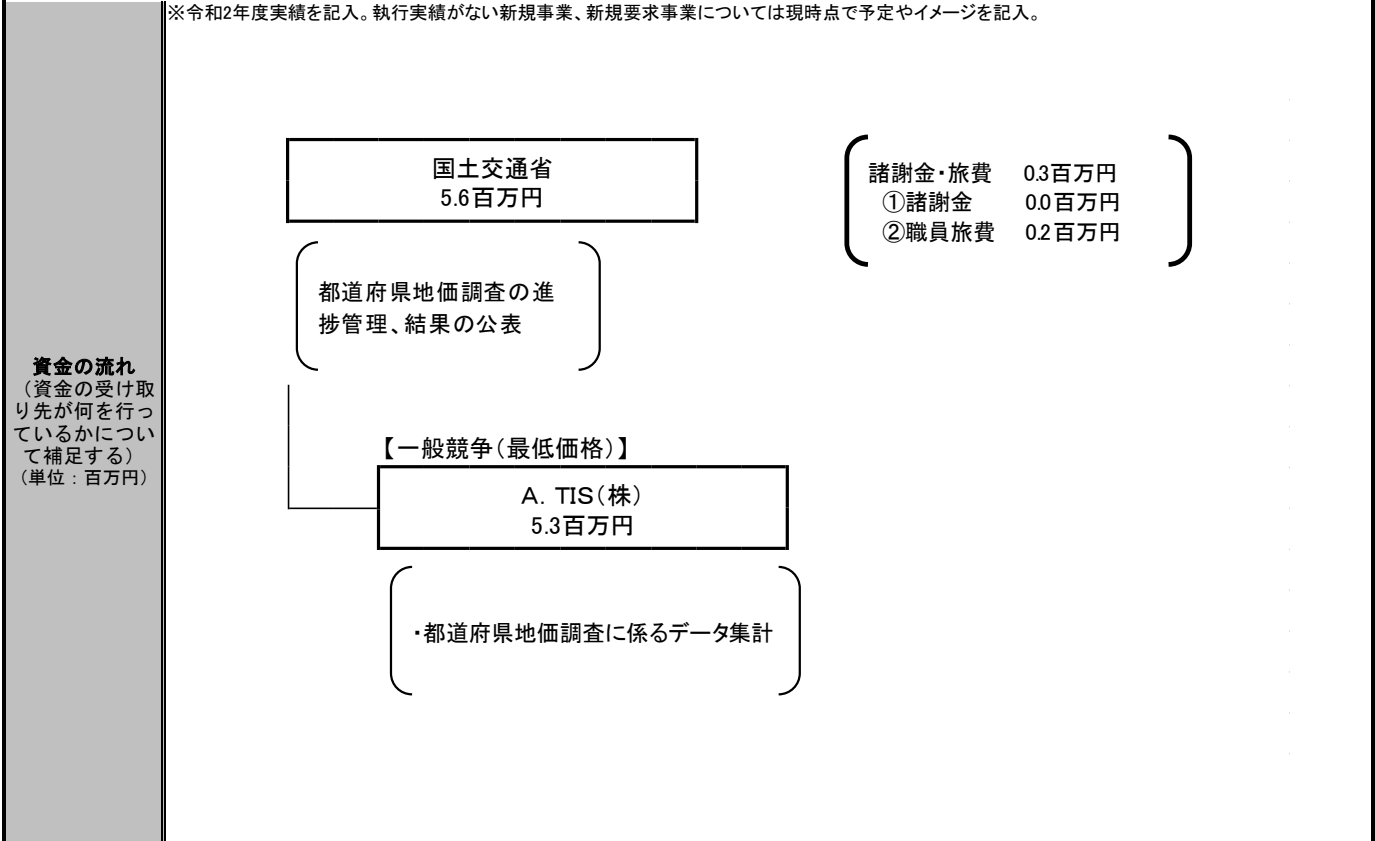 ※令和2年度実績を記入。執行実績がない新規事業、新規要求事業については現時点で予定やイメージを記入。
資金の流れ
（資金の受け取
り先が何を行っ
ているかについ
て補足する）
（単位：百万円）
国土交通省
5.6百万円
諸謝金・旅費　0.3百万円
①諸謝金　0.0百万円
②職員旅費　0.2百万円
都道府県地価調査の進
捗管理、結果の公表
【一般競争（最低価格）】
A．TIS（株）
5.3百万円
・都道府県地価調査に係るデータ集計